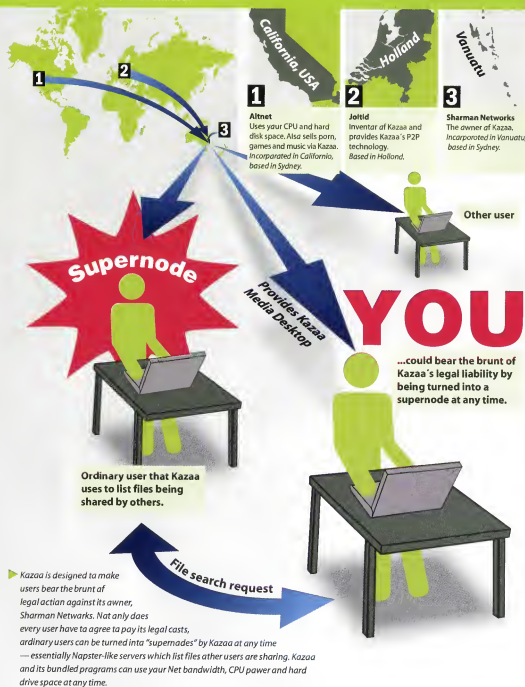 1
2
3
California, USA
Holland
Vanuatu
1
Altnet
Uses your CPU and hard
disk space. Also sells porn,
games and music via Kazaa.
Incorporated in California,
based in Sydney.
2
Joltid
Inventor of Kazaa and
provides Kazaa's P2P
technology.
Based in Holland.
3
Sharman Networks
The owner of Kazaa.
Incorporated in Vanuatu,
based in Sydney.
Other user
Supernode
Provides Kazaa
Media Desktop
YOU
...could bear the brunt of
Kazaa's legal liability by
being turned into a
supernode at any time.
Ordinary user that Kazaa
uses to list files being
shared by others.
File search request
Kazaa is designed to make
users bear the brunt of
legal action against its owner,
Sharman Networks. Not only does
every user have to agree to pay its legal costs,
ordinary users can be turned into "supernodes" by Kazaa at any time
— essentially Napster-like servers which list files other users are sharing. Kazaa
and its bundled programs can use your Net bandwidth, CPU power and hard
drive space at any time.